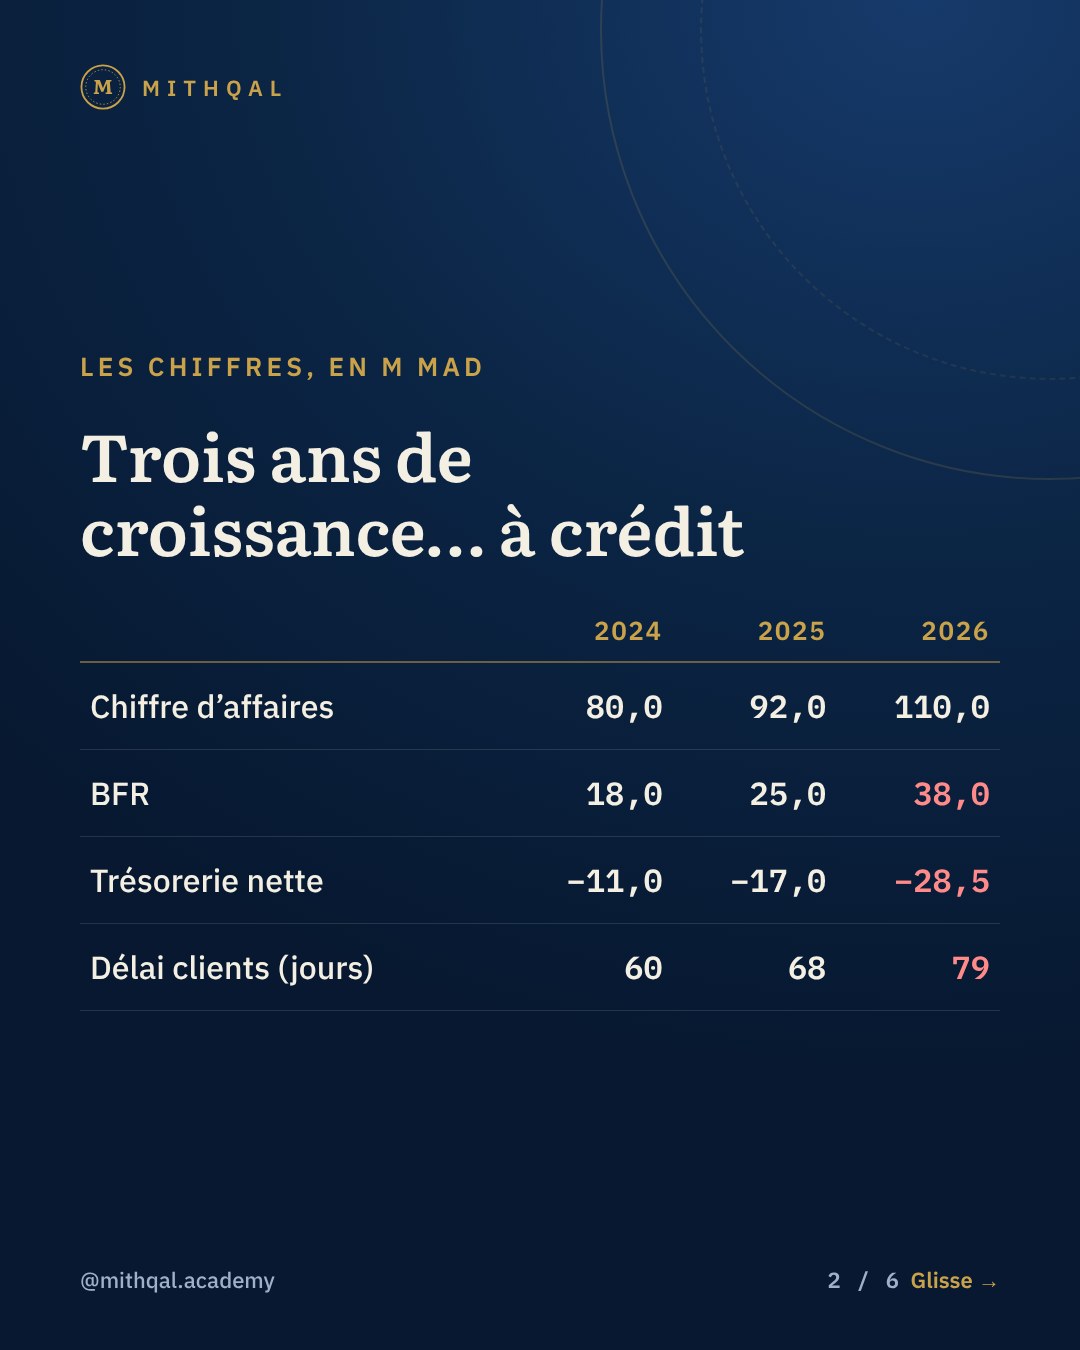 M MITHQAL
LES CHIFFRES, EN M MAD
Trois ans de
croissance… à crédit
2024 2025 2026
Chiffre d’affaires 80,0 92,0 110,0
BFR 18,0 25,0 38,0
Trésorerie nette −11,0 −17,0 −28,5
Délai clients (jours) 60 68 79
@mithqal.academy 2 / 6 Glisse →